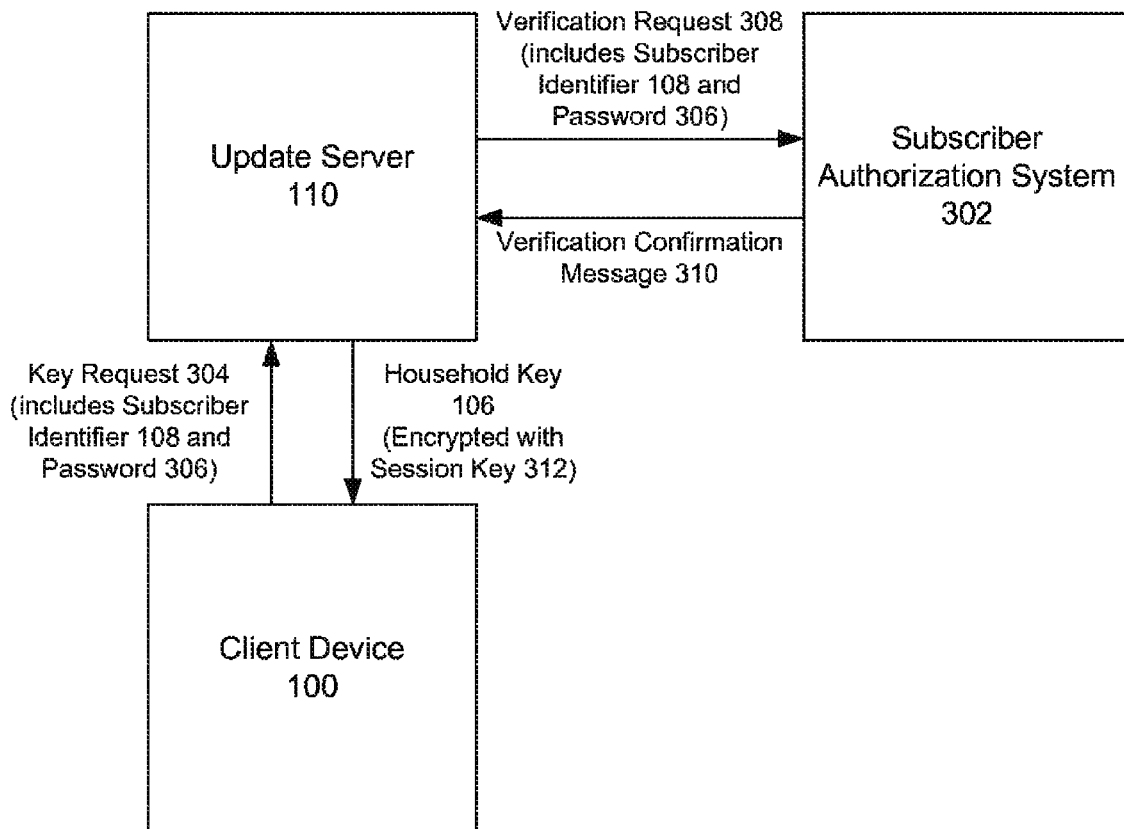 Verification Request 308
(includes Subscriber
Identifier 108 and
Password 306)
Update Server
110
Subscriber
Authorization System
302
Verification Confirmation
Message 310
Key Request 304
(includes Subscriber
Identifier 108 and
Password 306)
Household Key
106
(Encrypted with
Session Key 312)
Client Device
100